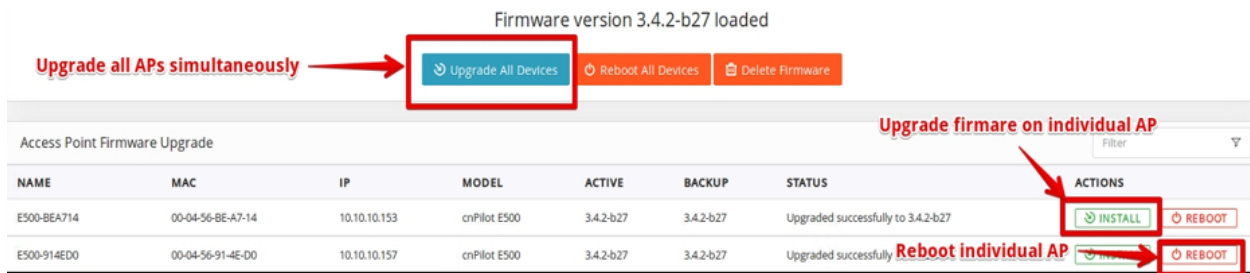 Firmware version 3.4.2-b27 loaded
Upgrade all APs simultaneously
Upgrade All Devices Reboot All Devices Delete Firmware
Upgrade firmare on individual AP
Access Point Firmware Upgrade Filter
NAME MAC IP MODEL ACTIVE BACKUP STATUS ACTIONS
E500-BEA714 00-04-56-BE-A7-14 10.10.10.153 cnPilot E500 3.4.2-b27 3.4.2-b27 Upgraded successfully to 3.4.2-b27 INSTALL REBOOT
E500-914ED0 00-04-56-91-4E-D0 10.10.10.157 cnPilot E500 3.4.2-b27 3.4.2-b27 Upgraded successfully Reboot individual AP REBOOT